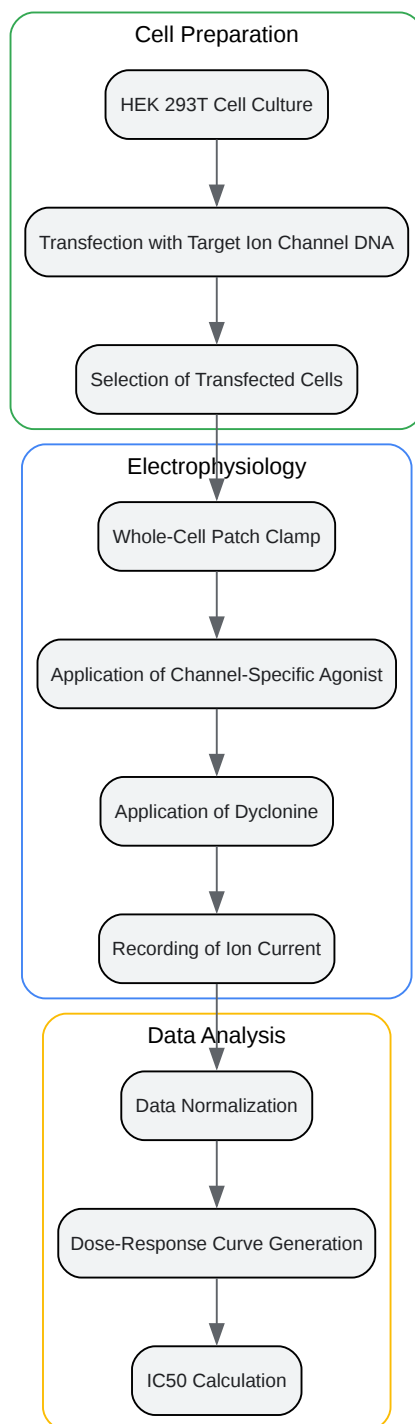 Cell Preparation
HEK 293T Cell Culture
Transfection with Target Ion Channel DNA
Selection of Transfected Cells
Electrophysiology
Whole-Cell Patch Clamp
Application of Channel-Specific Agonist
Application of Dyclonine
Recording of Ion Current
Data Analysis
Data Normalization
Dose-Response Curve Generation
IC50 Calculation